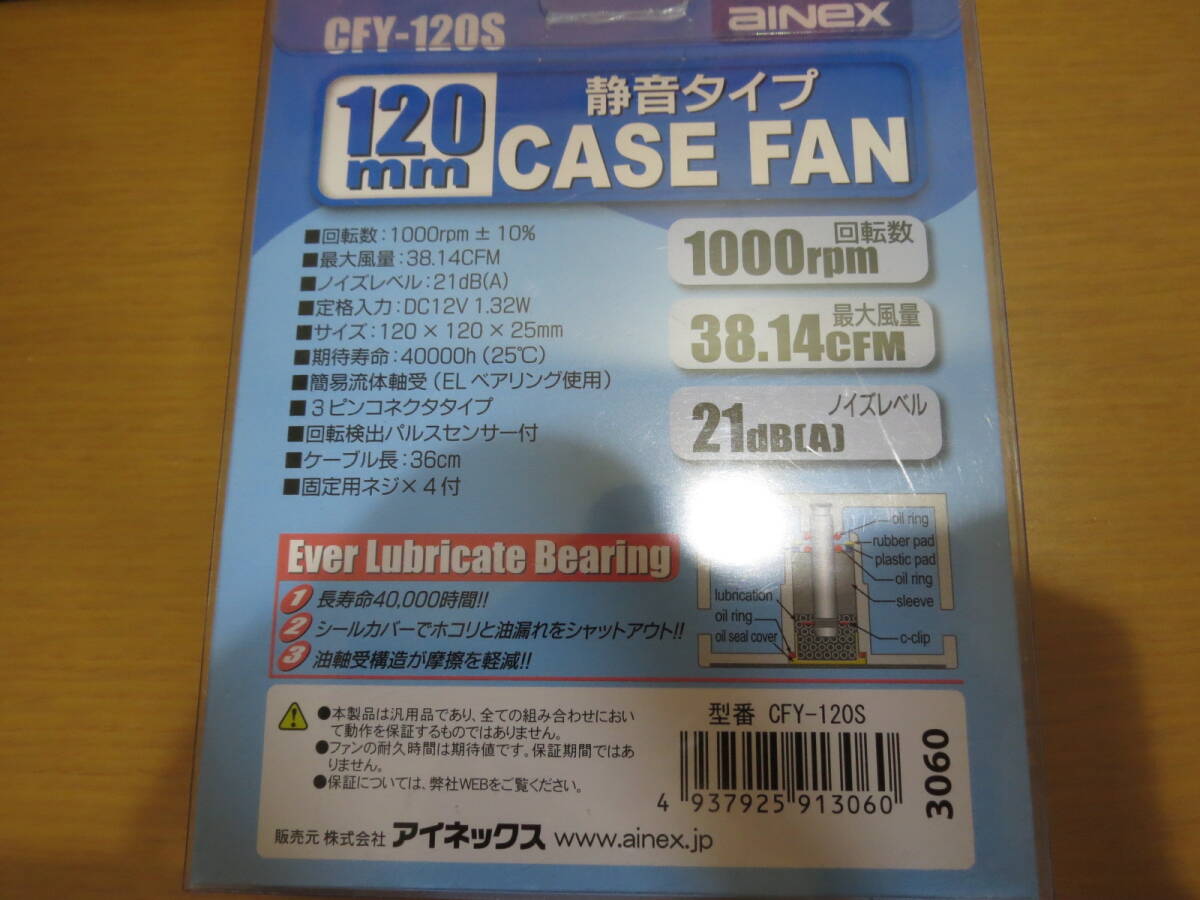 CFY-120S
aiNex
120mm
静音タイプ
CASE FAN
■回転数:1000rpm ± 10%
■最大風量:38.14CFM
■ノイズレベル:21dB(A)
■定格入力:DC12V 1.32W
■サイズ:120 × 120 × 25mm
■期待寿命:40000h (25℃)
■簡易流体軸受 (EL ベアリング使用)
■3ピンコネクタタイプ
■回転検出パルスセンサー付
■ケーブル長:36cm
■固定用ネジ×4付
回転数
1000rpm
最大風量
38.14CFM
ノイズレベル
21dB(A)
Ever Lubricate Bearing
1 長寿命40,000時間!!
2 シールカバーでホコリと油漏れをシャットアウト!!
3 油軸受構造が摩擦を軽減!!
oil ring
rubber pad
plastic pad
oil ring
sleeve
c-clip
lubrication
oil ring
oil seal cover
●本製品は汎用品であり、全ての組み合わせにおい
て動作を保証するものではありません。
●ファンの耐久時間は期待値です。保証期間ではあ
りません。
●保証については、弊社WEBをご覧ください。
販売元 株式会社 アイネックス www.ainex.jp
型番 CFY-120S
4 937925 913060
3060